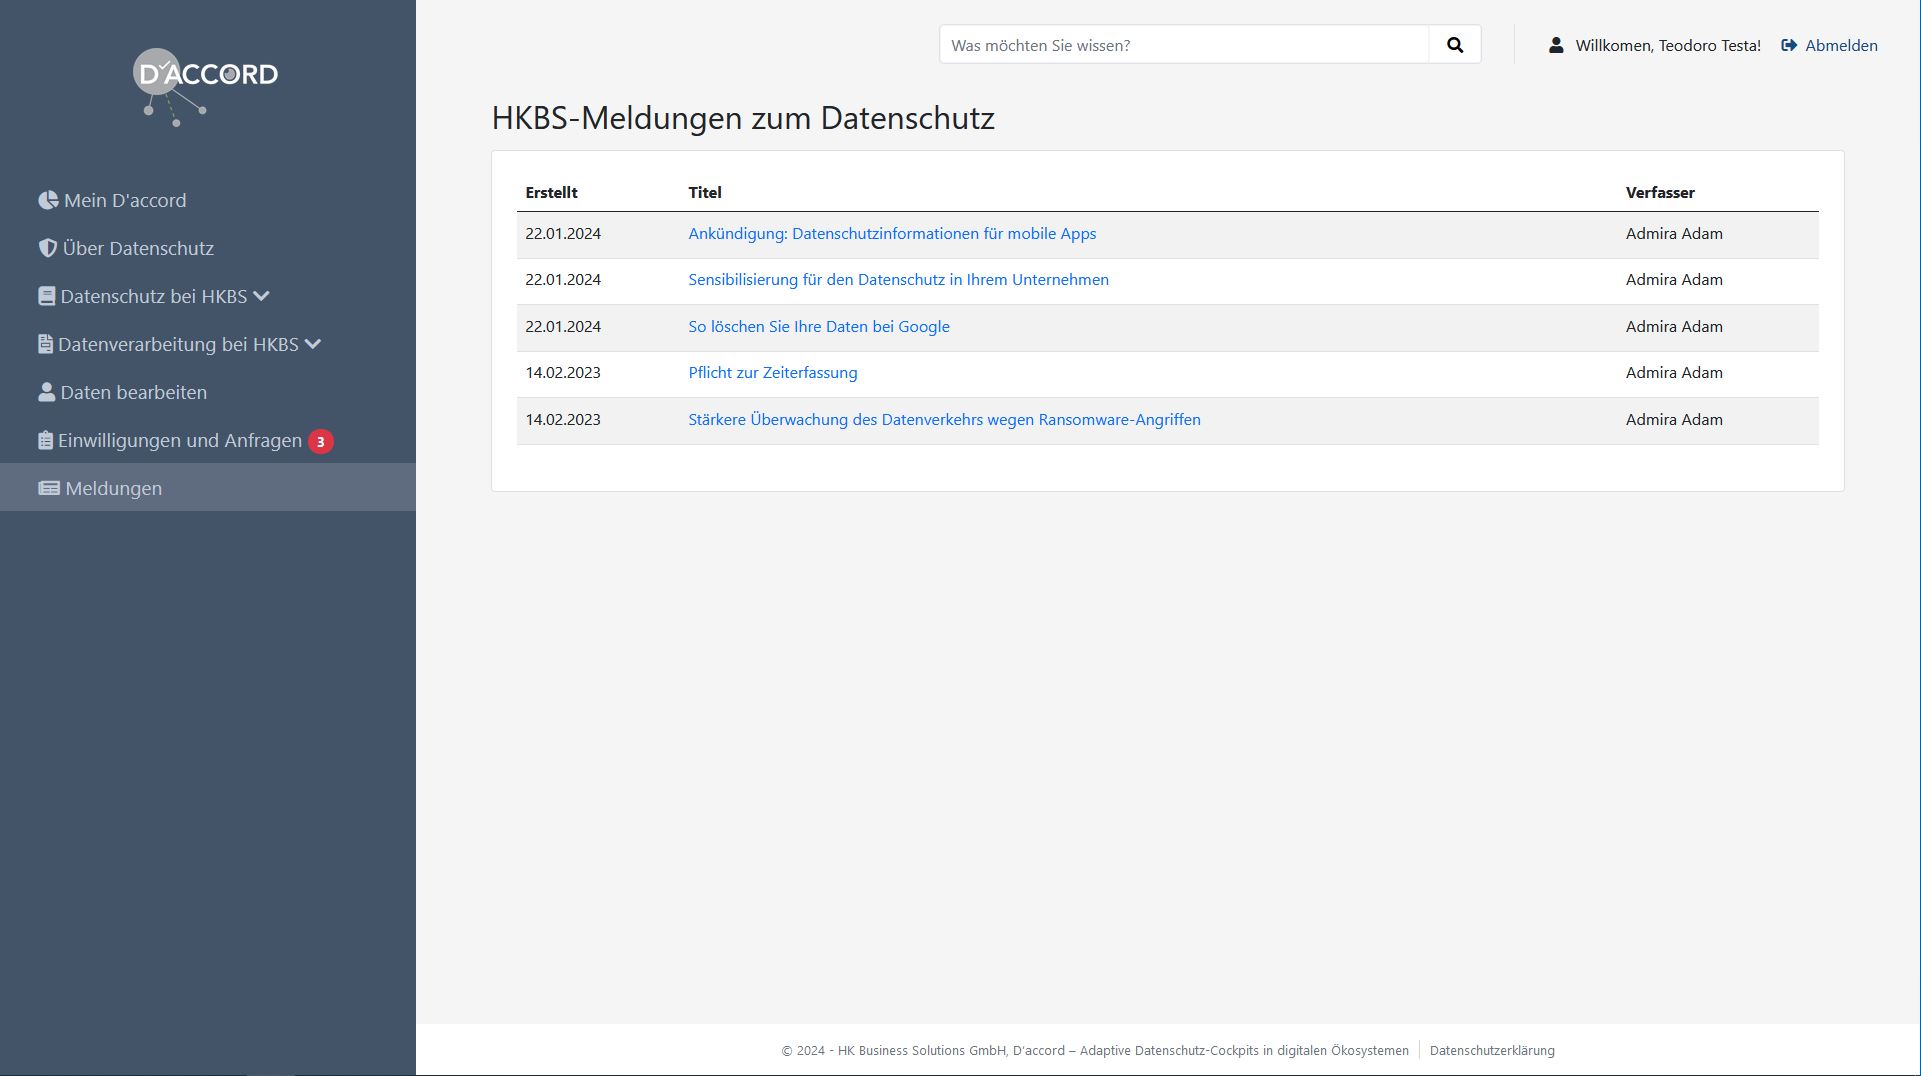 D'ACCORD
Mein D'accord
Über Datenschutz
Datenschutz bei HKBS
Datenverarbeitung bei HKBS
Daten bearbeiten
Einwilligungen und Anfragen 3
Meldungen
Was möchten Sie wissen?
Willkomen, Teodoro Testa! Abmelden
HKBS-Meldungen zum Datenschutz
Erstellt Titel Verfasser
22.01.2024 Ankündigung: Datenschutzinformationen für mobile Apps Admira Adam
22.01.2024 Sensibilisierung für den Datenschutz in Ihrem Unternehmen Admira Adam
22.01.2024 So löschen Sie Ihre Daten bei Google Admira Adam
14.02.2023 Pflicht zur Zeiterfassung Admira Adam
14.02.2023 Stärkere Überwachung des Datenverkehrs wegen Ransomware-Angriffen Admira Adam
© 2024 - HK Business Solutions GmbH, D'accord – Adaptive Datenschutz-Cockpits in digitalen Ökosystemen Datenschutzerklärung